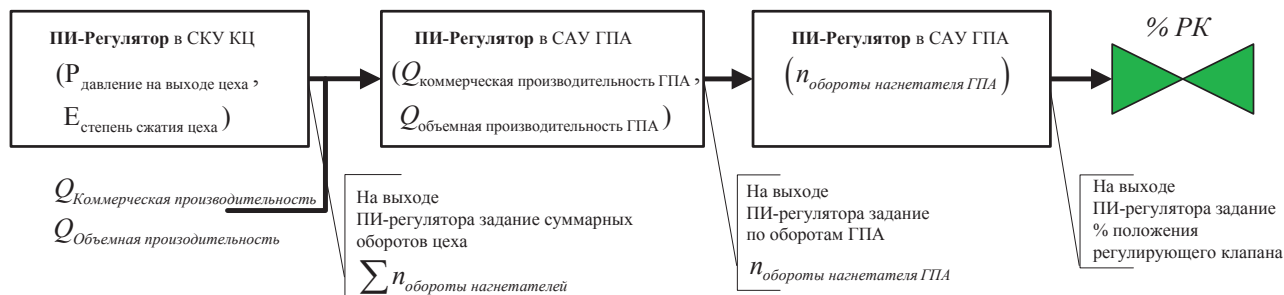 ПИ-Регулятор в СКУ КЦ
(P давление на выходе цеха ,
E степень сжатия цеха )
ПИ-Регулятор в САУ ГПА
(Q коммерческая производительность ГПА ,
Q объемная производительность ГПА )
ПИ-Регулятор в САУ ГПА
(n обороты нагнетателя ГПА )
% РК
Q Коммерческая производительность
Q Объемная произодительность
На выходе
ПИ-регулятора задание суммарных
оборотов цеха
∑ n обороты нагнетателей
На выходе
ПИ-регулятора задание
по оборотам ГПА
n обороты нагнетателя ГПА
На выходе
ПИ-регулятора задание
% положения
регулирующего клапана